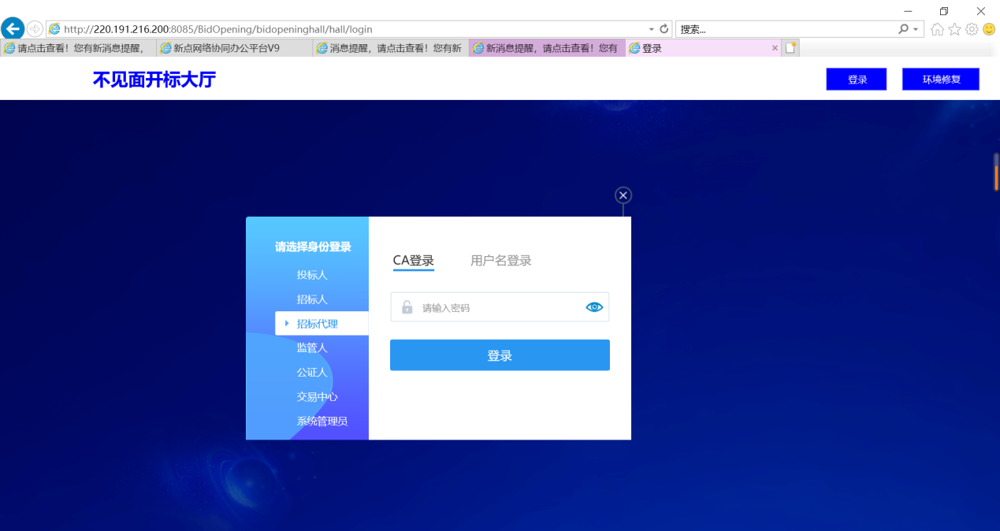 http://220.191.216.200:8085/BidOpening/bidopeninghall/hall/login
搜索...
请点击查看！您有新消息提醒，
新点网络协同办公平台V9
消息提醒，请点击查看！您有新
新消息提醒，请点击查看！您有
登录
不见面开标大厅
登录
环境修复
请选择身份登录
投标人
招标人
招标代理
监管人
公证人
交易中心
系统管理员
CA登录
用户名登录
请输入密码
登录